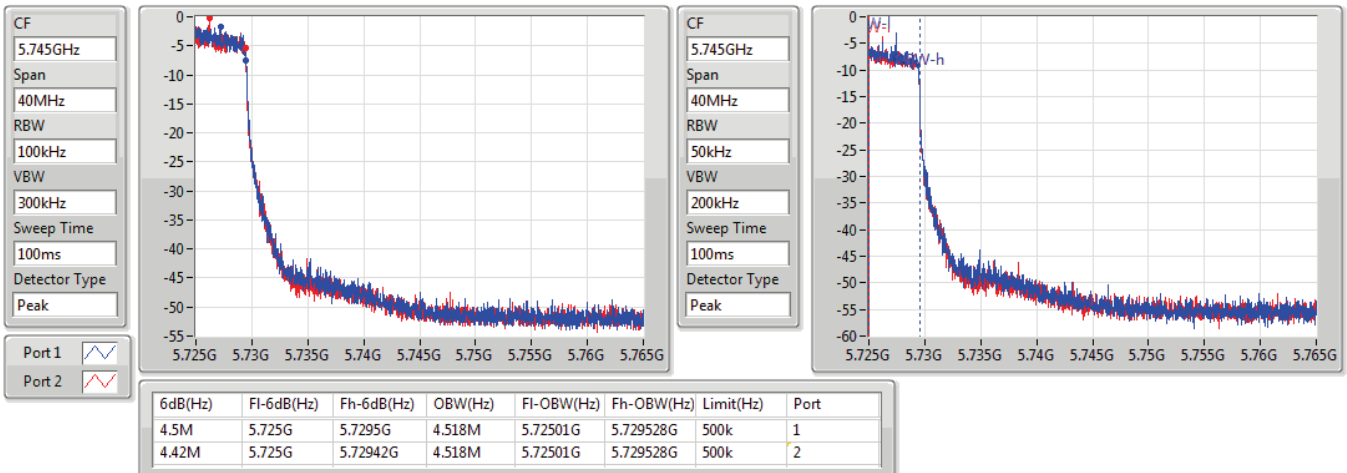 CF
5.745GHz
Span
40MHz
RBW
100kHz
VBW
300kHz
Sweep Time
100ms
Detector Type
Peak
Port 1
Port 2
0
-5
-10
-15
-20
-25
-30
-35
-40
-45
-50
-55
5.725G 5.73G 5.735G 5.74G 5.745G 5.75G 5.755G 5.76G 5.765G
CF
5.745GHz
Span
40MHz
RBW
50kHz
VBW
200kHz
Sweep Time
100ms
Detector Type
Peak
0
-5
-10
-15
-20
-25
-30
-35
-40
-45
-50
-55
-60
W-l
W-h
5.725G 5.73G 5.735G 5.74G 5.745G 5.75G 5.755G 5.76G 5.765G
6dB(Hz) Fl-6dB(Hz) Fh-6dB(Hz) OBW(Hz) Fl-OBW(Hz) Fh-OBW(Hz) Limit(Hz) Port
4.5M 5.725G 5.7295G 4.518M 5.72501G 5.729528G 500k 1
4.42M 5.725G 5.72942G 4.518M 5.72501G 5.729528G 500k 2